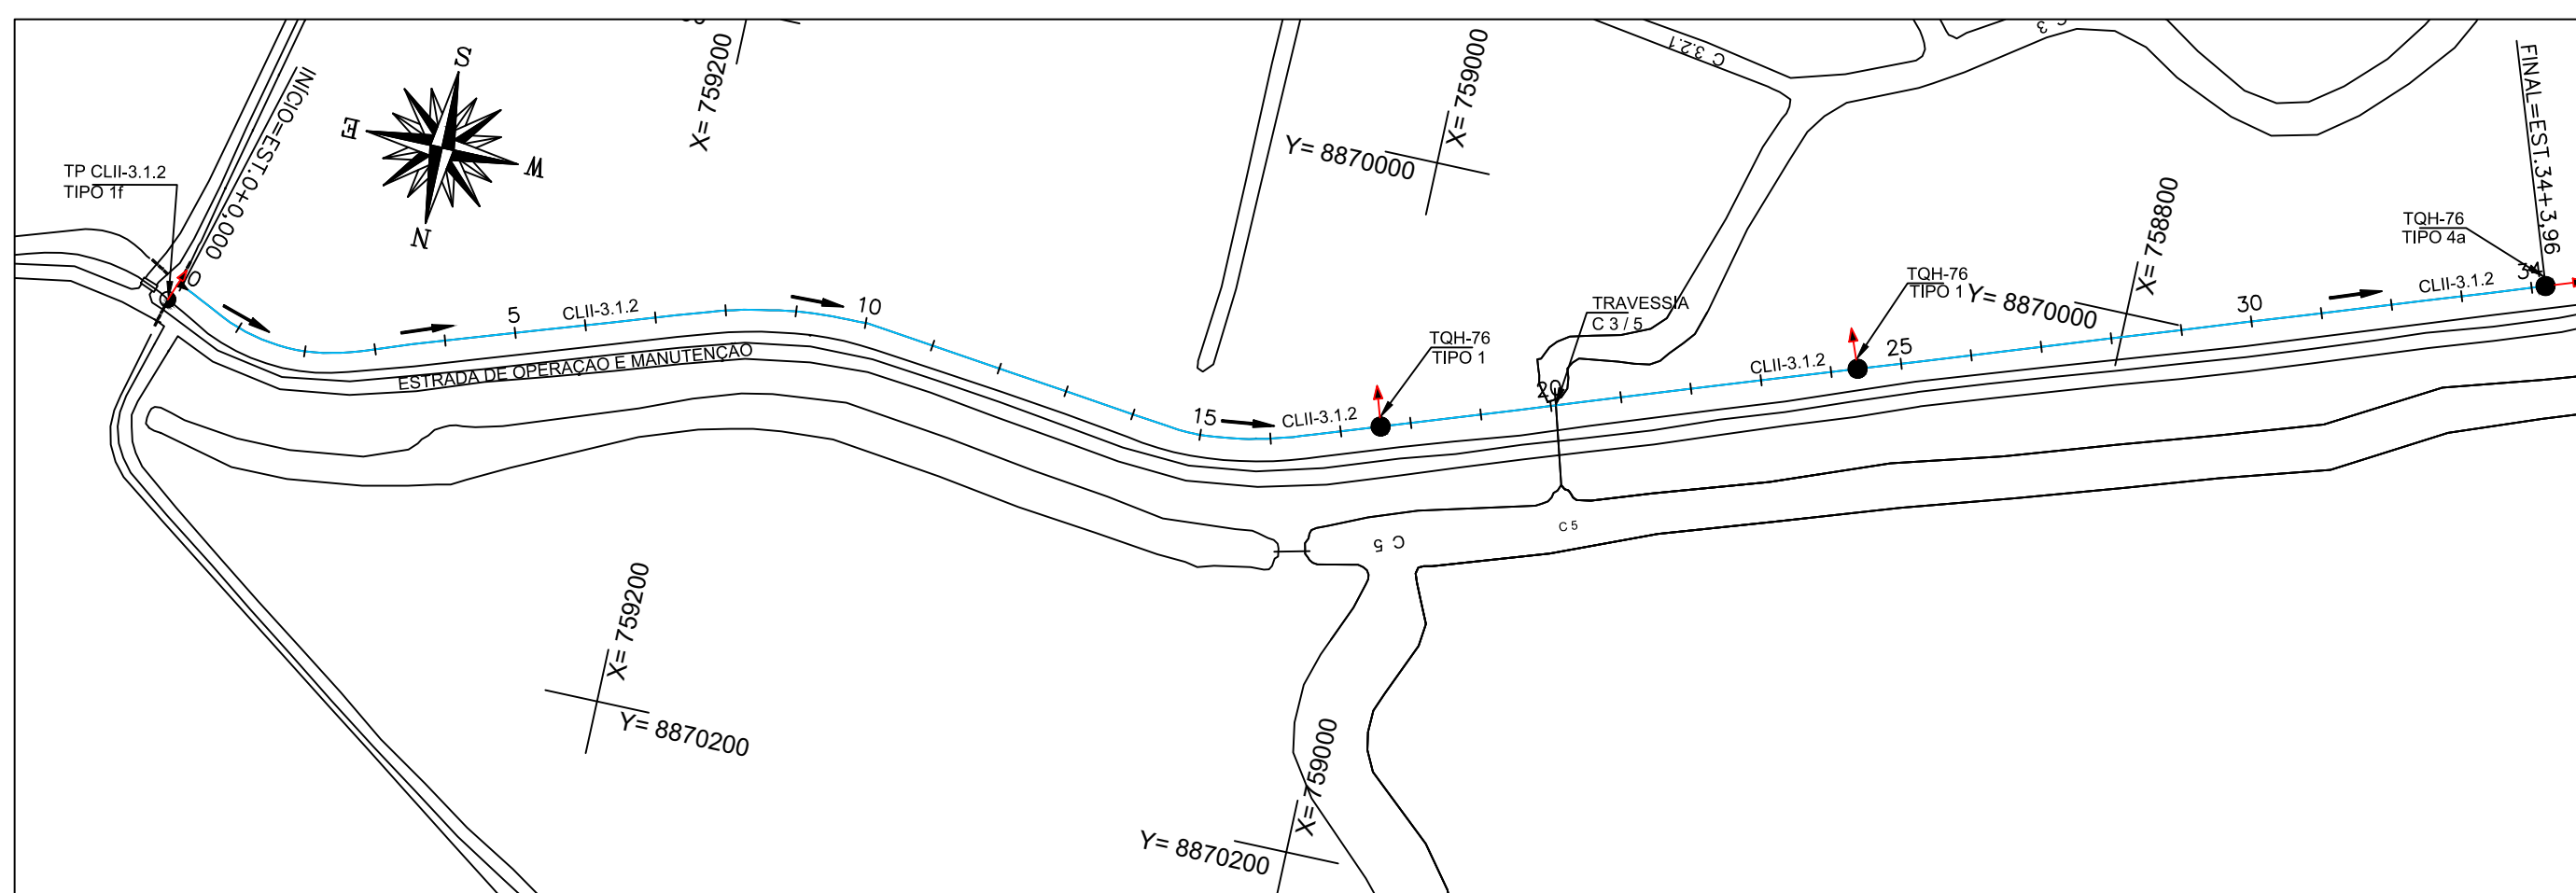 X= 759200
X= 759000
C 3.2.1
C 3
INÍCIO=EST.0+0,000
S
E
W
N
TP CLII-3.1.2
TIPO 1f
0
Y= 8870000
FINAL=EST.34+3,96
X= 758800
TQH-76
TIPO 4a
34
TQH-76
TIPO 1
Y= 8870000
30
CLII-3.1.2
5
CLII-3.1.2
10
TRAVESSIA
C 3 / 5
TQH-76
TIPO 1
25
CLII-3.1.2
20
ESTRADA DE OPERAÇÃO E MANUTENÇÃO
15
CLII-3.1.2
C 5
C 5
X= 759200
Y= 8870200
X= 759000
Y= 8870200